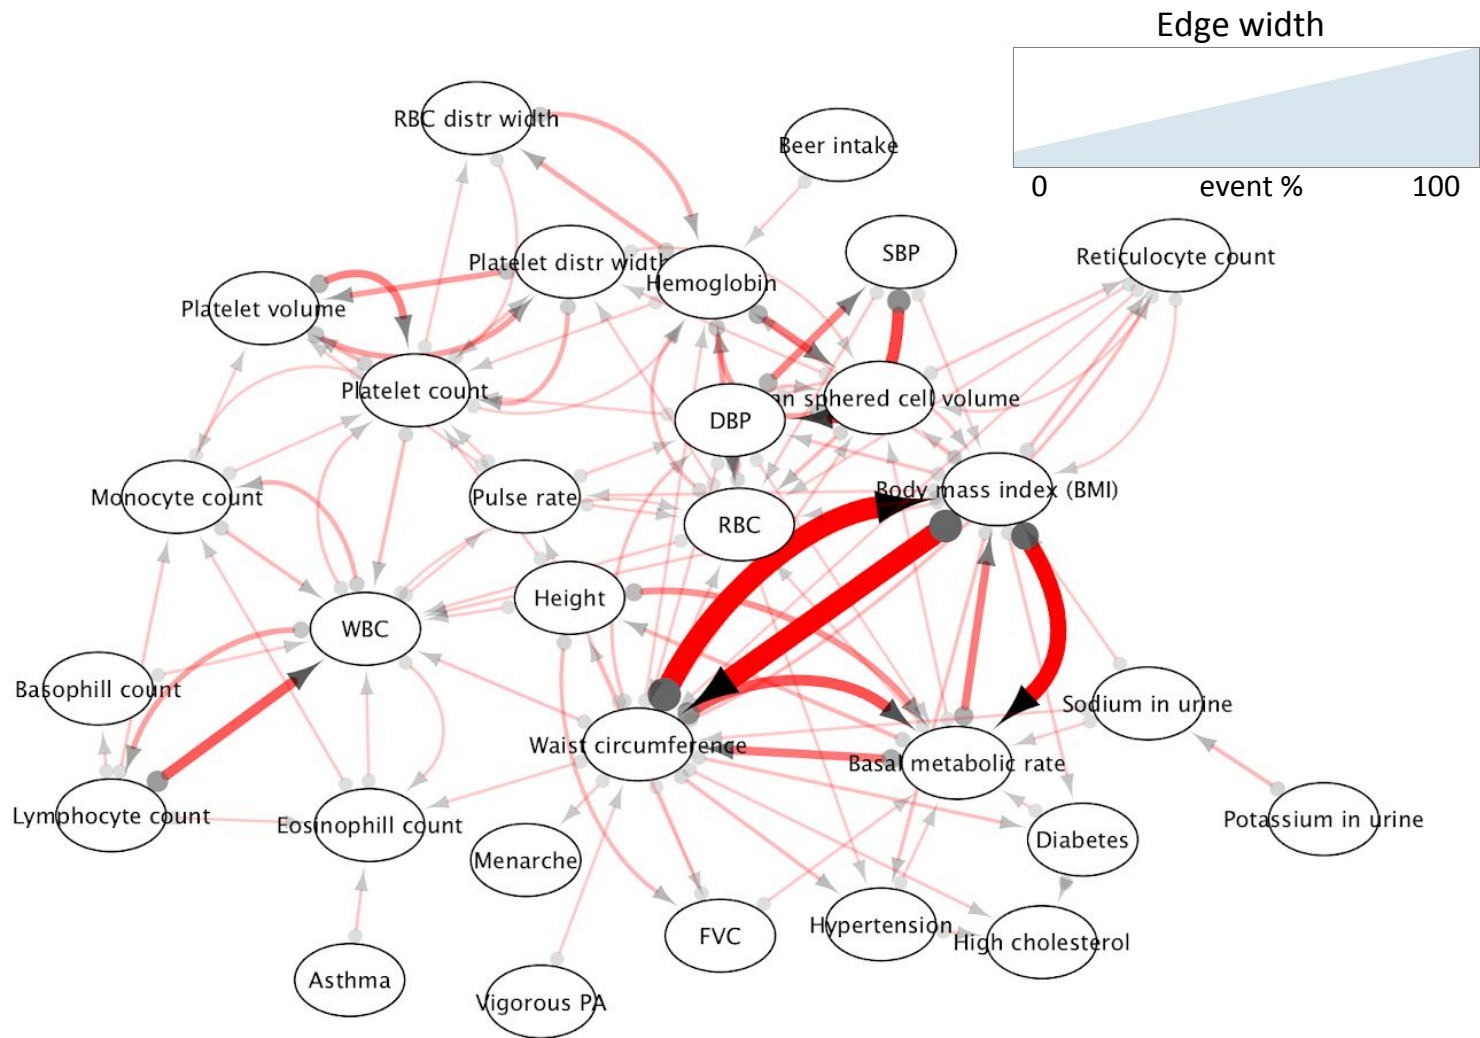 Edge width
0 event % 100
RBC distr width
Beer intake
SBP
Reticulocyte count
Platelet distr width
Hemoglobin
Platelet volume
Platelet count
an sphered cell volume
DBP
Monocyte count
Pulse rate
Body mass index (BMI)
RBC
Height
WBC
Basophill count
Sodium in urine
Waist circumference
Basal metabolic rate
Lymphocyte count
Eosinophill count
Potassium in urine
Diabetes
Menarche
Hypertension
FVC
High cholesterol
Asthma
Vigorous PA